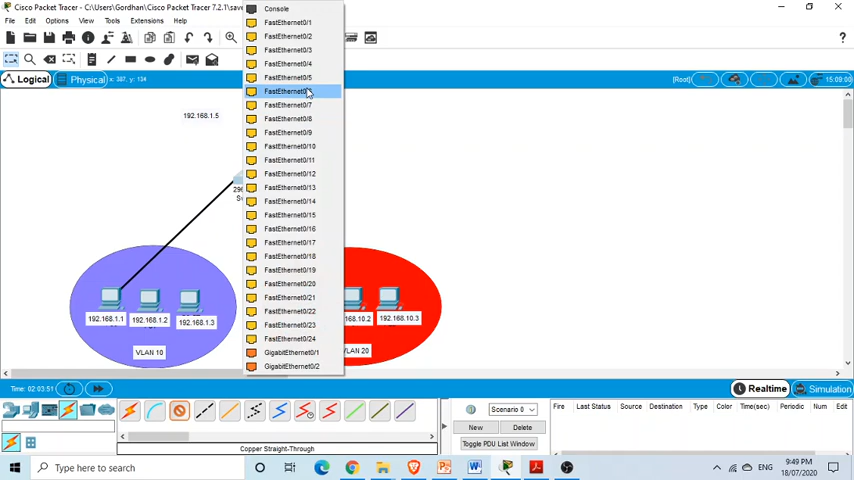 Cisco Packet Tracer - C:\Users\Gordhan\Cisco Packet Tracer 7.2.1\save
File Edit Options View Tools Extensions Help
Logical Physical x: 387, y: 134 [Root] 15:09:00
Console
FastEthernet0/1
FastEthernet0/2
FastEthernet0/3
FastEthernet0/4
FastEthernet0/5
FastEthernet0/6
FastEthernet0/7
FastEthernet0/8
FastEthernet0/9
FastEthernet0/10
FastEthernet0/11
FastEthernet0/12
FastEthernet0/13
FastEthernet0/14
FastEthernet0/15
FastEthernet0/16
FastEthernet0/17
FastEthernet0/18
FastEthernet0/19
FastEthernet0/20
FastEthernet0/21
FastEthernet0/22
FastEthernet0/23
FastEthernet0/24
GigabitEthernet0/1
GigabitEthernet0/2
192.168.1.5
296
Sw
192.168.1.1 192.168.1.2 192.168.1.3
VLAN 10
168.10.2 192.168.10.3
LAN 20
Time: 02:03:51 Realtime Simulation
Scenario 0 Fire Last Status Source Destination Type Color Time(sec) Periodic Num Edit
New Delete
Toggle PDU List Window
Copper Straight-Through
Type here to search
ENG
9:49 PM
18/07/2020